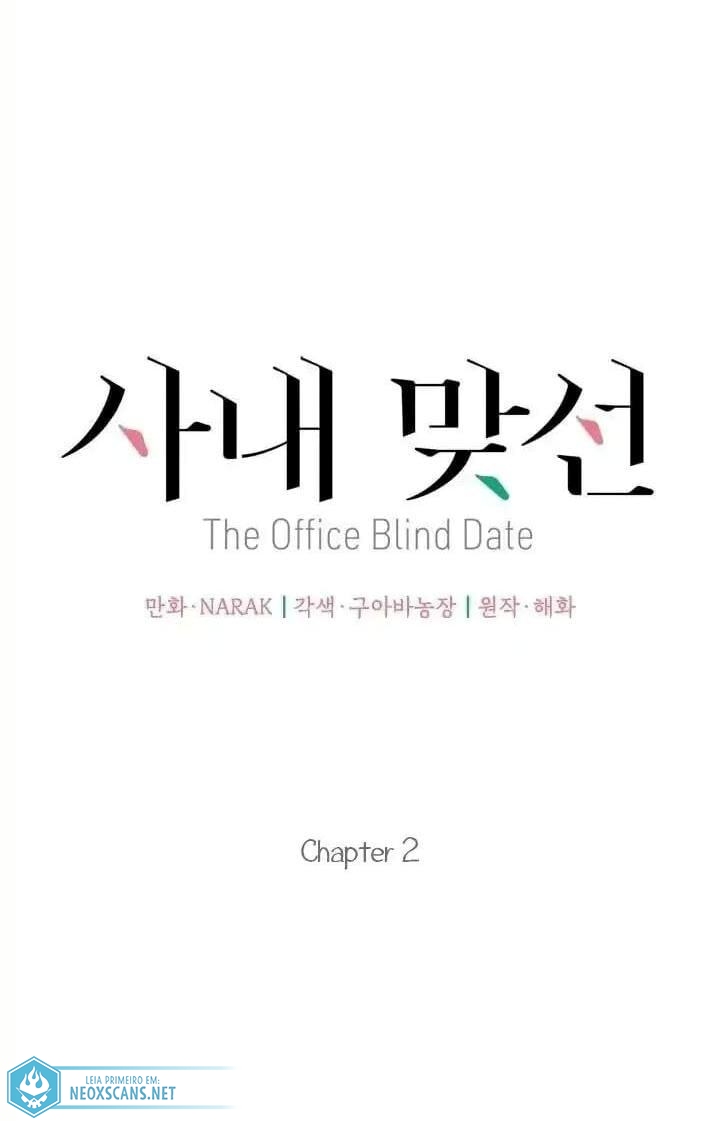 사내 맞선
The Office Blind Date
만화·NARAK | 각색·구아바농장 | 원작·해화
Chapter 2
LEIA PRIMEIRO EM:
NEOXSCANS.NET